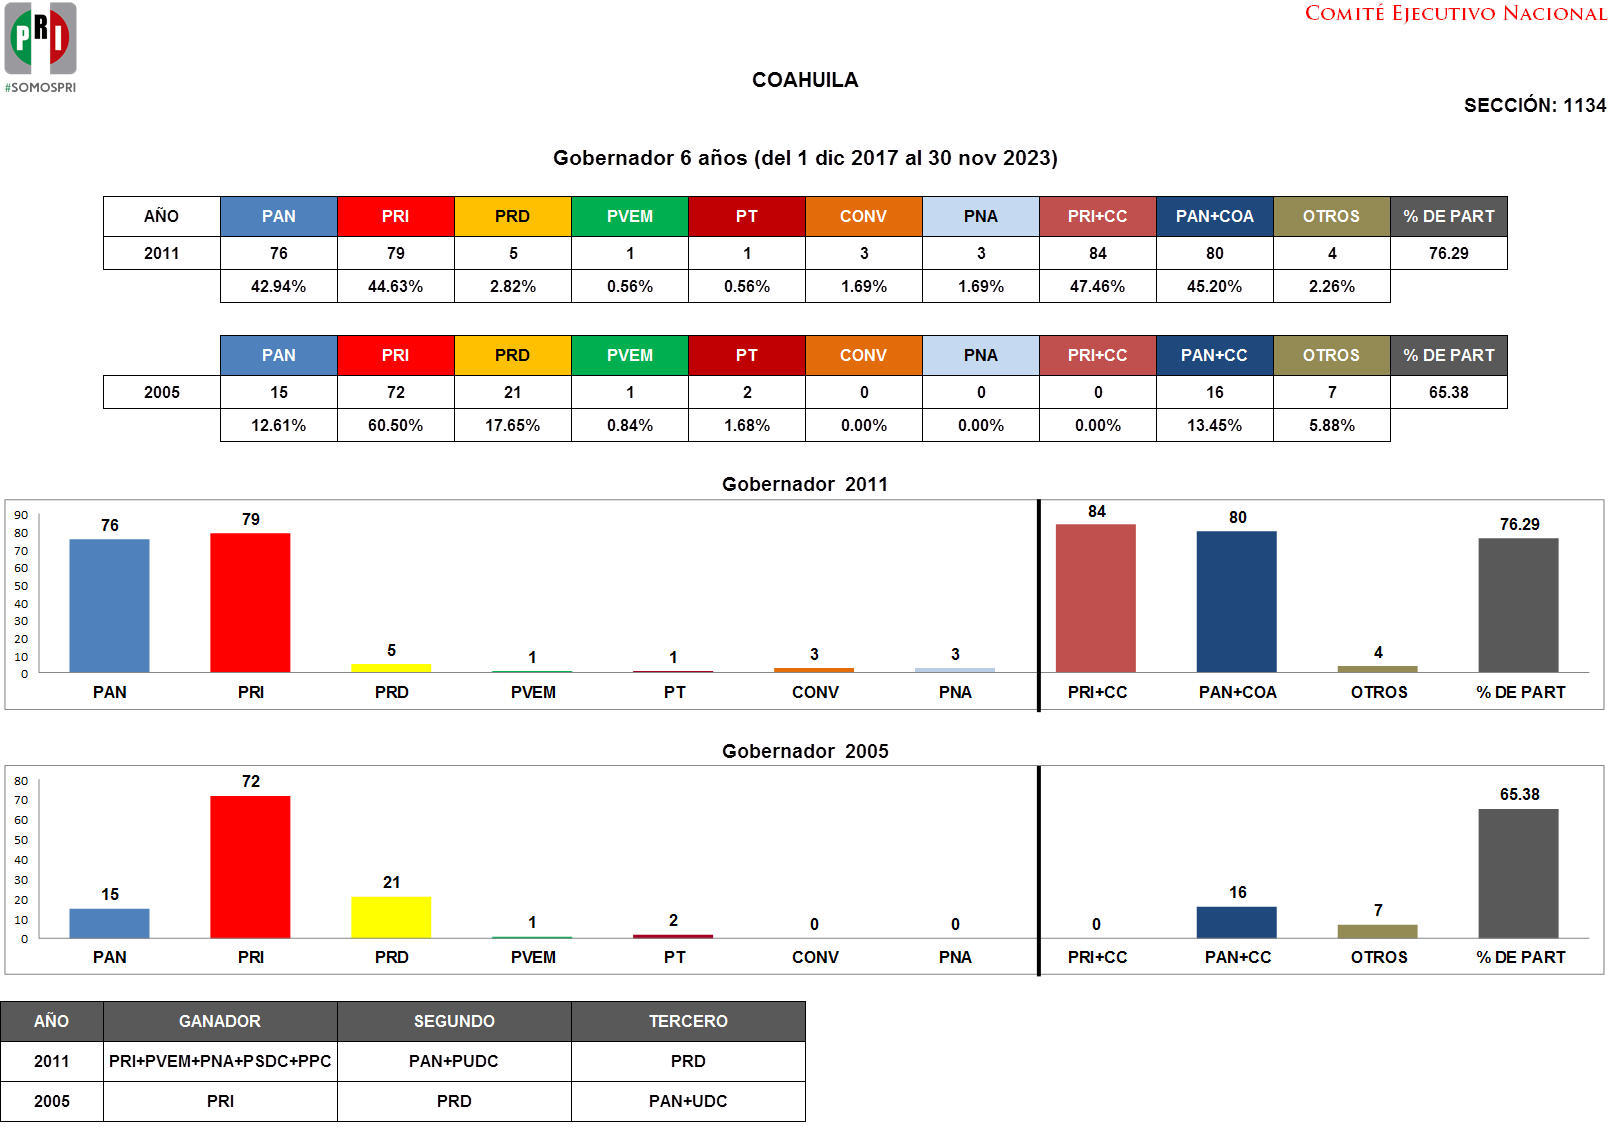 PRI
#SOMOSPRI
COMITÉ EJECUTIVO NACIONAL
COAHUILA
SECCIÓN: 1134
Gobernador 6 años (del 1 dic 2017 al 30 nov 2023)
AÑO PAN PRI PRD PVEM PT CONV PNA PRI+CC PAN+COA OTROS % DE PART
2011 76 79 5 1 1 3 3 84 80 4 76.29
42.94% 44.63% 2.82% 0.56% 0.56% 1.69% 1.69% 47.46% 45.20% 2.26%
PAN PRI PRD PVEM PT CONV PNA PRI+CC PAN+CC OTROS % DE PART
2005 15 72 21 1 2 0 0 0 16 7 65.38
12.61% 60.50% 17.65% 0.84% 1.68% 0.00% 0.00% 0.00% 13.45% 5.88%
Gobernador 2011
90
80
70
60
50
40
30
20
10
0
76 79 5 1 1 3 3 84 80 4 76.29
PAN PRI PRD PVEM PT CONV PNA PRI+CC PAN+COA OTROS % DE PART
Gobernador 2005
80
70
60
50
40
30
20
10
0
15 72 21 1 2 0 0 0 16 7 65.38
PAN PRI PRD PVEM PT CONV PNA PRI+CC PAN+CC OTROS % DE PART
AÑO GANADOR SEGUNDO TERCERO
2011 PRI+PVEM+PNA+PSDC+PPC PAN+PUDC PRD
2005 PRI PRD PAN+UDC